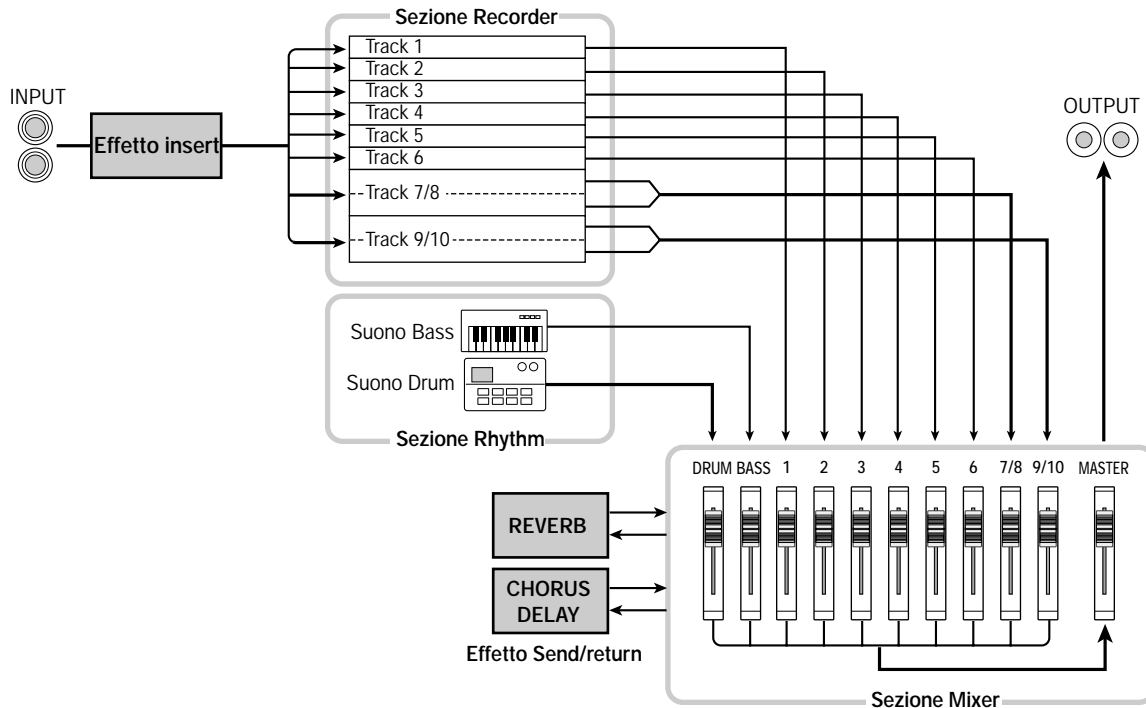 Sezione Recorder
Track 1
Track 2
Track 3
Track 4
Track 5
Track 6
Track 7/8
Track 9/10
INPUT
Effetto insert
OUTPUT
Suono Bass
Suono Drum
Sezione Rhythm
DRUM BASS 1 2 3 4 5 6 7/8 9/10 MASTER
REVERB
CHORUS
DELAY
Effetto Send/return
Sezione Mixer